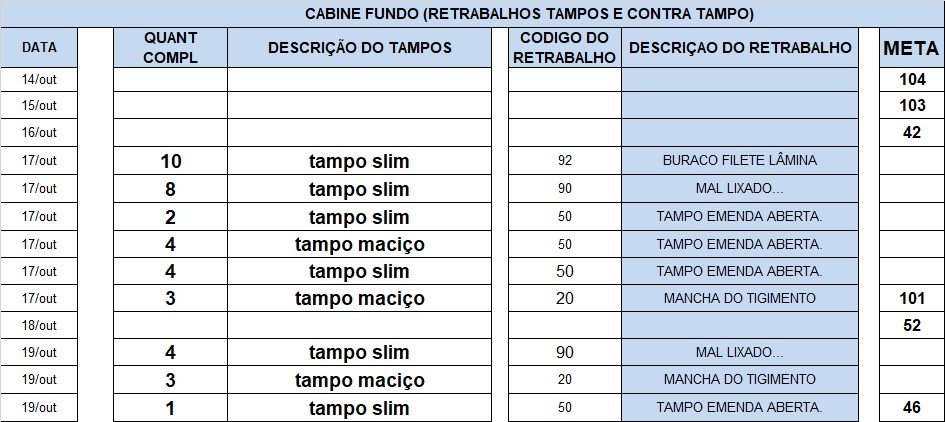 CABINE FUNDO (RETRABALHOS TAMPOS E CONTRA TAMPO)
DATA QUANT COMPL DESCRIÇÃO DO TAMPOS CODIGO DO RETRABALHO DESCRIÇAO DO RETRABALHO META
14/out 104
15/out 103
16/out 42
17/out 10 tampo slim 92 BURACO FILETE LÂMINA
17/out 8 tampo slim 90 MAL LIXADO...
17/out 2 tampo slim 50 TAMPO EMENDA ABERTA.
17/out 4 tampo maciço 50 TAMPO EMENDA ABERTA.
17/out 4 tampo slim 50 TAMPO EMENDA ABERTA.
17/out 3 tampo maciço 20 MANCHA DO TIGIMENTO 101
18/out 52
19/out 4 tampo slim 90 MAL LIXADO...
19/out 3 tampo maciço 20 MANCHA DO TIGIMENTO
19/out 1 tampo slim 50 TAMPO EMENDA ABERTA. 46